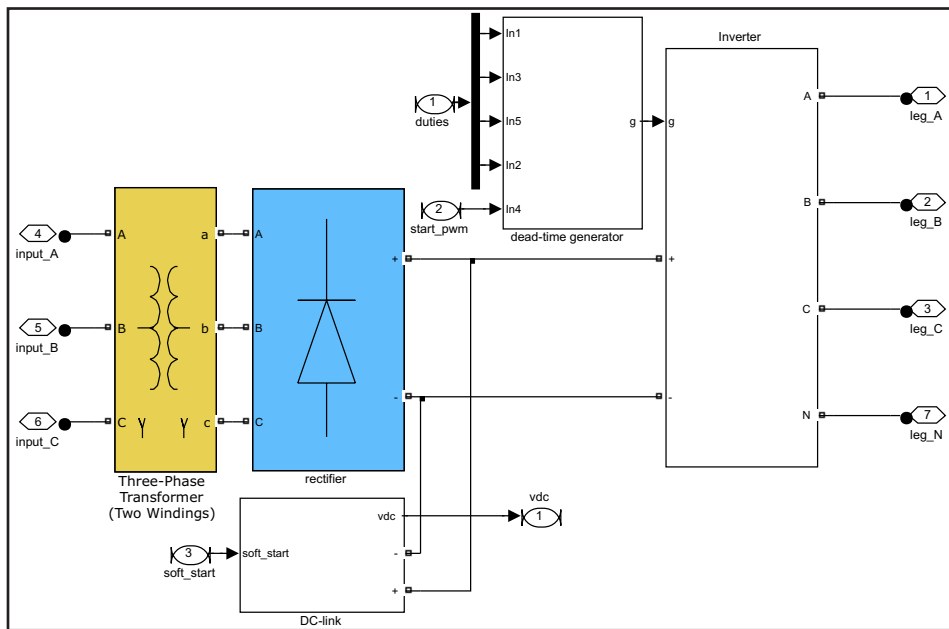 In1
In3
In5
In2
In4
g
dead-time generator
1
duties
2
start_pwm
Inverter
g
+
-
A
B
C
N
1
leg_A
2
leg_B
3
leg_C
7
leg_N
4
input_A
5
input_B
6
input_C
A
B
C
a
b
c
Three-Phase
Transformer
(Two Windings)
A
B
C
+
-
rectifier
3
soft_start
soft_start
vdc
-
+
DC-link
vdc
1